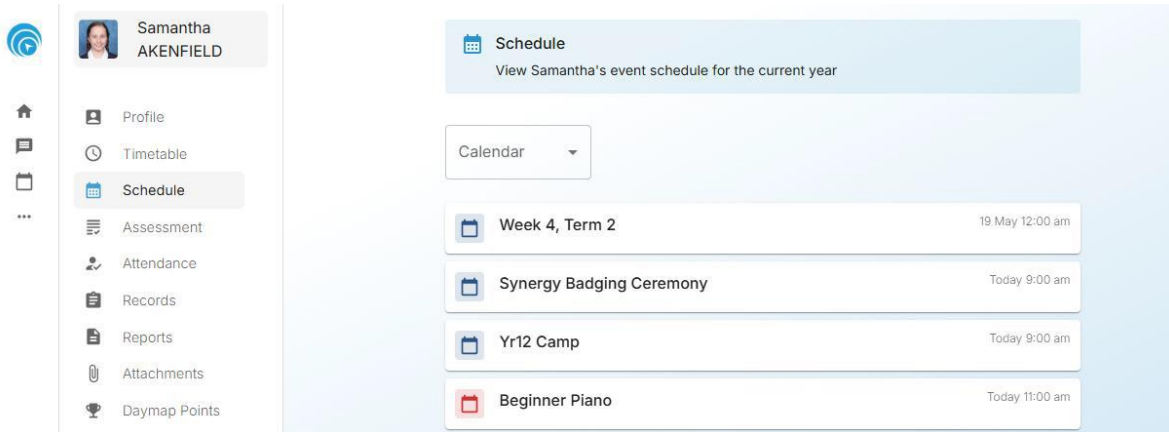 Samantha
AKENFIELD
Profile
Timetable
Schedule
Assessment
Attendance
Records
Reports
Attachments
Daymap Points
Schedule
View Samantha's event schedule for the current year
Calendar
Week 4, Term 2
19 May 12:00 am
Synergy Badging Ceremony
Today 9:00 am
Yr12 Camp
Today 9:00 am
Beginner Piano
Today 11:00 am